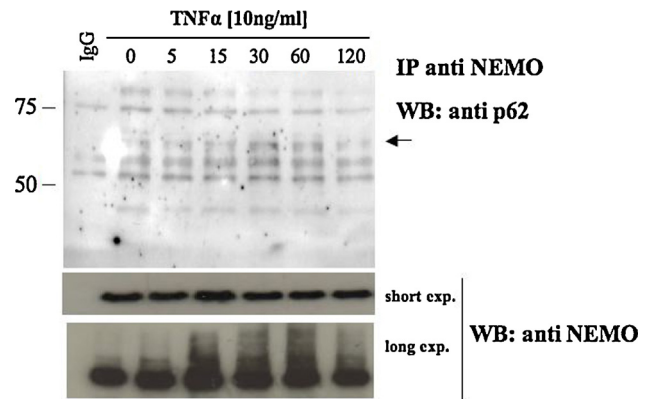 TNFα [10ng/ml]
IgG 0 5 15 30 60 120
IP anti NEMO
75
WB: anti p62
50
short exp.
WB: anti NEMO
long exp.